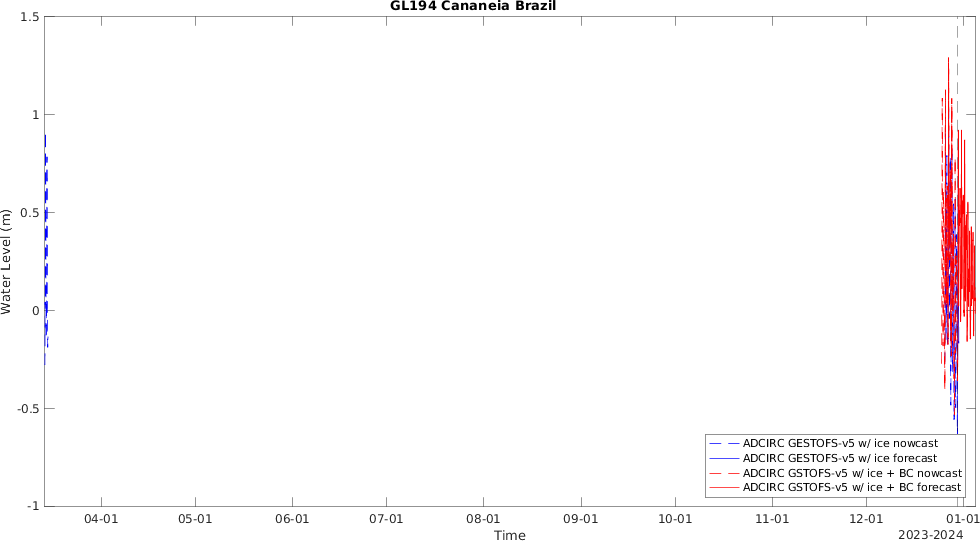 GL194 Cananeia Brazil
1.5
1
0.5
0
-0.5
-1
Water Level (m)
04-01 05-01 06-01 07-01 08-01 09-01 10-01 11-01 12-01 01-01
Time
2023-2024
ADCIRC GESTOFS-v5 w/ ice nowcast
ADCIRC GESTOFS-v5 w/ ice forecast
ADCIRC GSTOFS-v5 w/ ice + BC nowcast
ADCIRC GSTOFS-v5 w/ ice + BC forecast